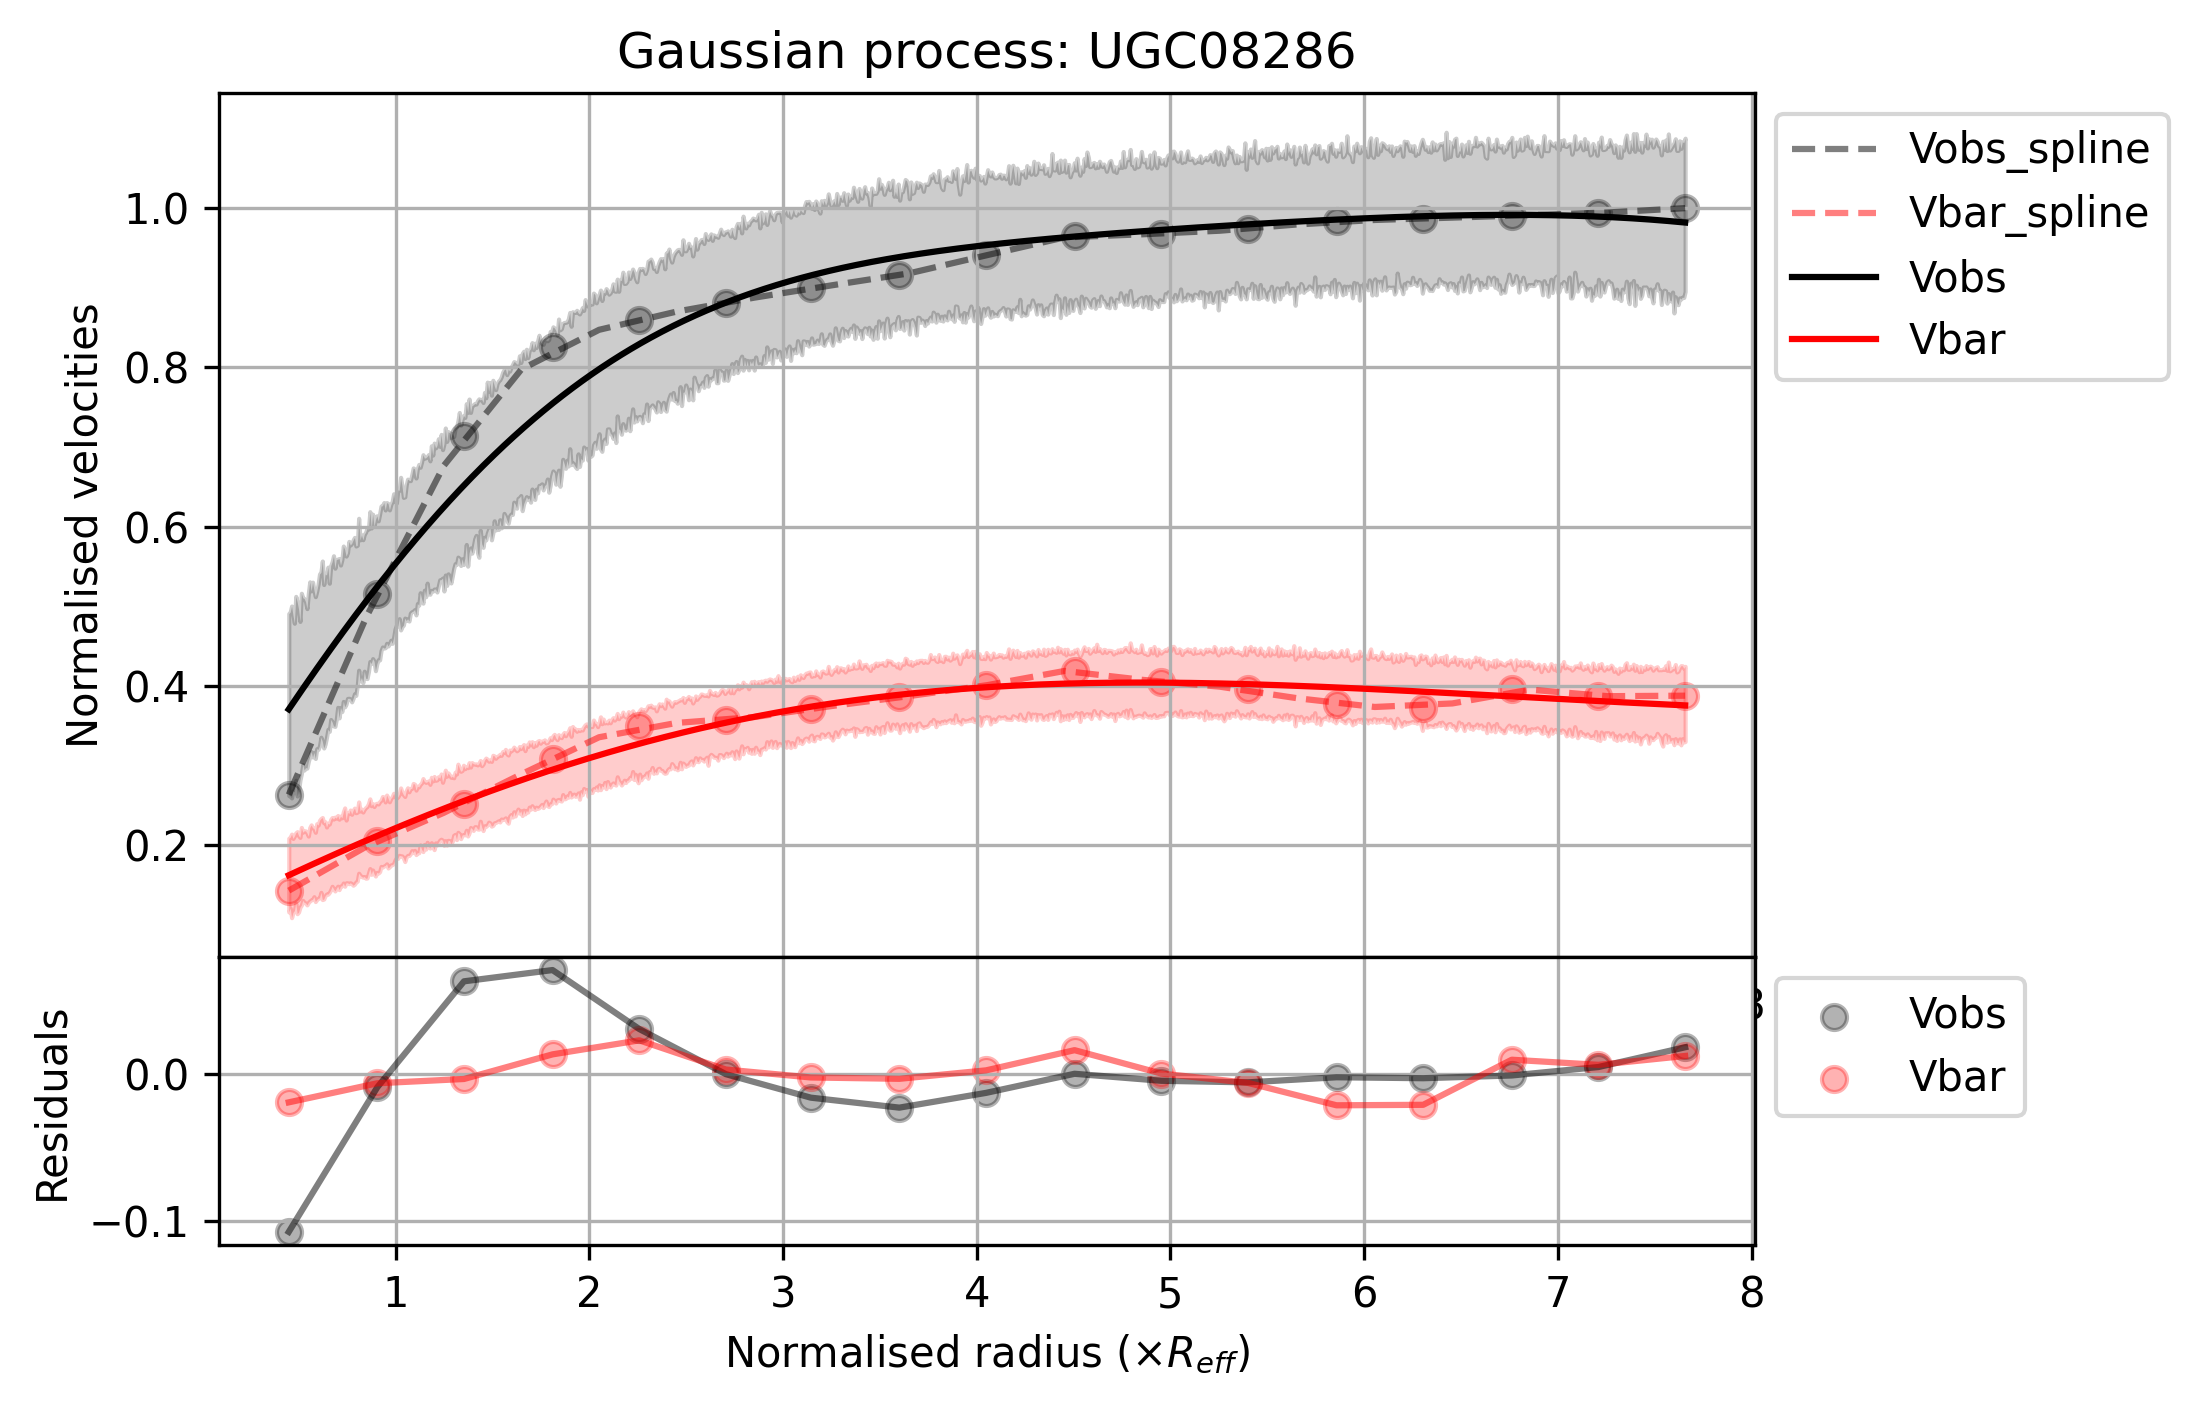 Gaussian process: UGC08286
Normalised velocities
1.0
0.8
0.6
0.4
0.2
Vobs_spline
Vbar_spline
Vobs
Vbar
Residuals
0.0
−0.1
Vobs
Vbar
1 2 3 4 5 6 7 8
Normalised radius (×R_eff)